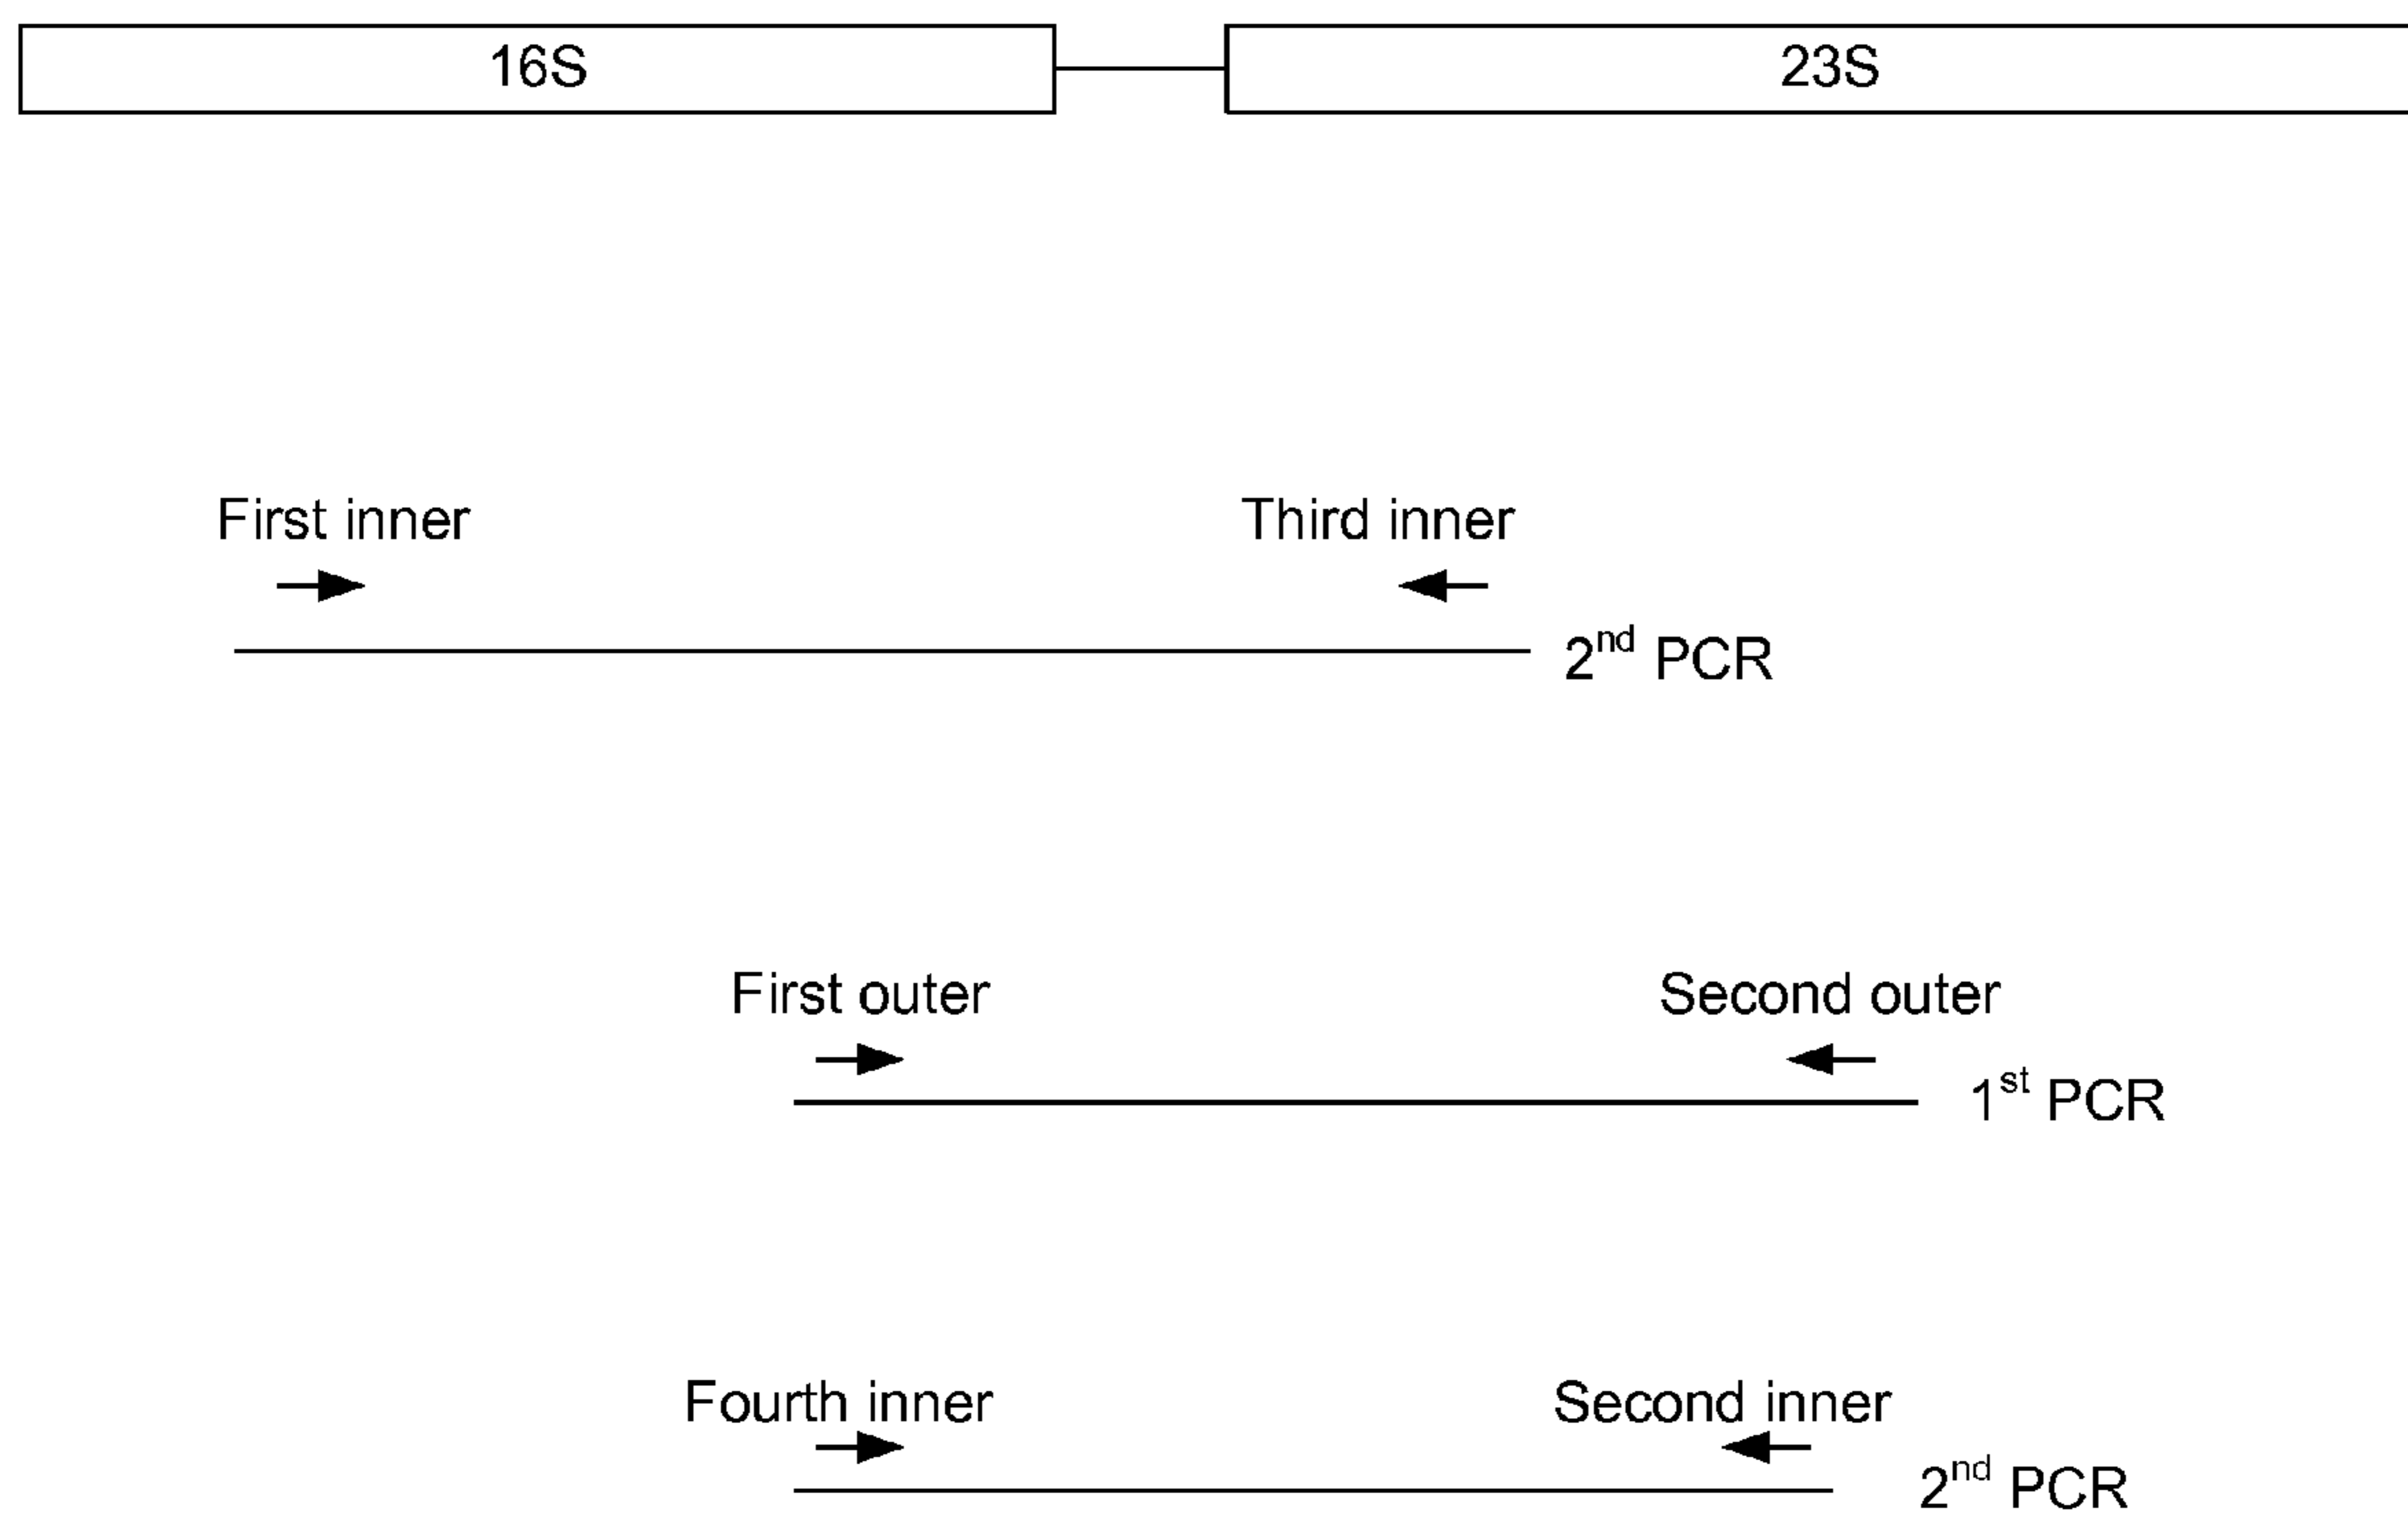 16S 23S
First inner Third inner
2nd PCR
First outer Second outer
1st PCR
Fourth inner Second inner
2nd PCR